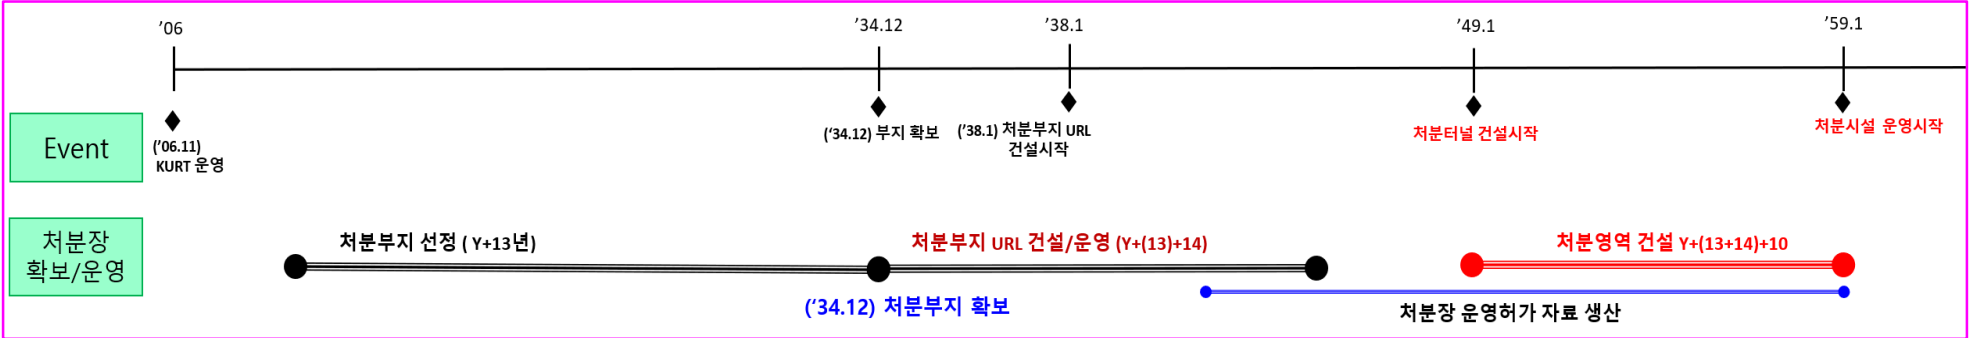 ’06
’34.12
’38.1
’49.1
’59.1
Event
(’06.11)
KURT 운영
(‘34.12) 부지 확보
(’38.1) 처분부지 URL
건설시작
처분터널 건설시작
처분시설 운영시작
처분장
확보/운영
처분부지 선정 ( Y+13년)
처분부지 URL 건설/운영 (Y+(13)+14)
처분영역 건설 Y+(13+14)+10
(‘34.12) 처분부지 확보
처분장 운영허가 자료 생산